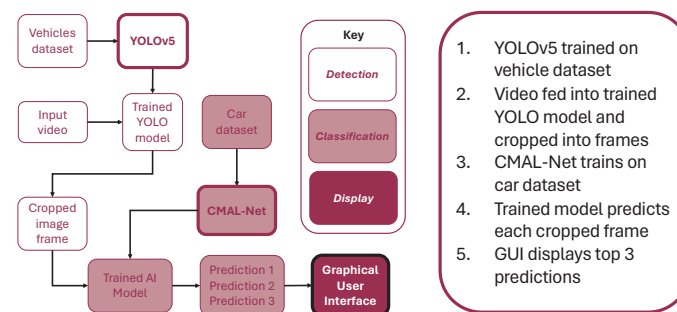 Vehicles
dataset
YOLOv5
Key
Detection
Input
video
Trained
YOLO
model
Car
dataset
Classification
Cropped
image
frame
CMAL-Net
Display
Trained AI
Model
Prediction 1
Prediction 2
Prediction 3
Graphical
User
Interface
1. YOLOv5 trained on
vehicle dataset
2. Video fed into trained
YOLO model and
cropped into frames
3. CMAL-Net trains on
car dataset
4. Trained model predicts
each cropped frame
5. GUI displays top 3
predictions